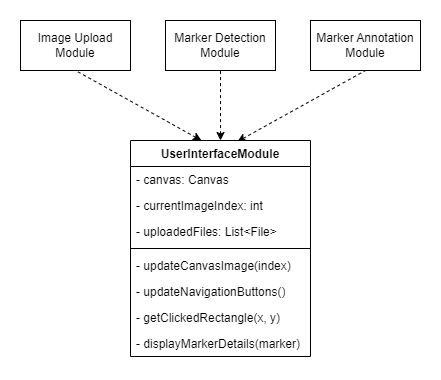 Image Upload
Module
Marker Detection
Module
Marker Annotation
Module
UserInterfaceModule
- canvas: Canvas
- currentImageIndex: int
- uploadedFiles: List<File>
- updateCanvasImage(index)
- updateNavigationButtons()
- getClickedRectangle(x, y)
- displayMarkerDetails(marker)